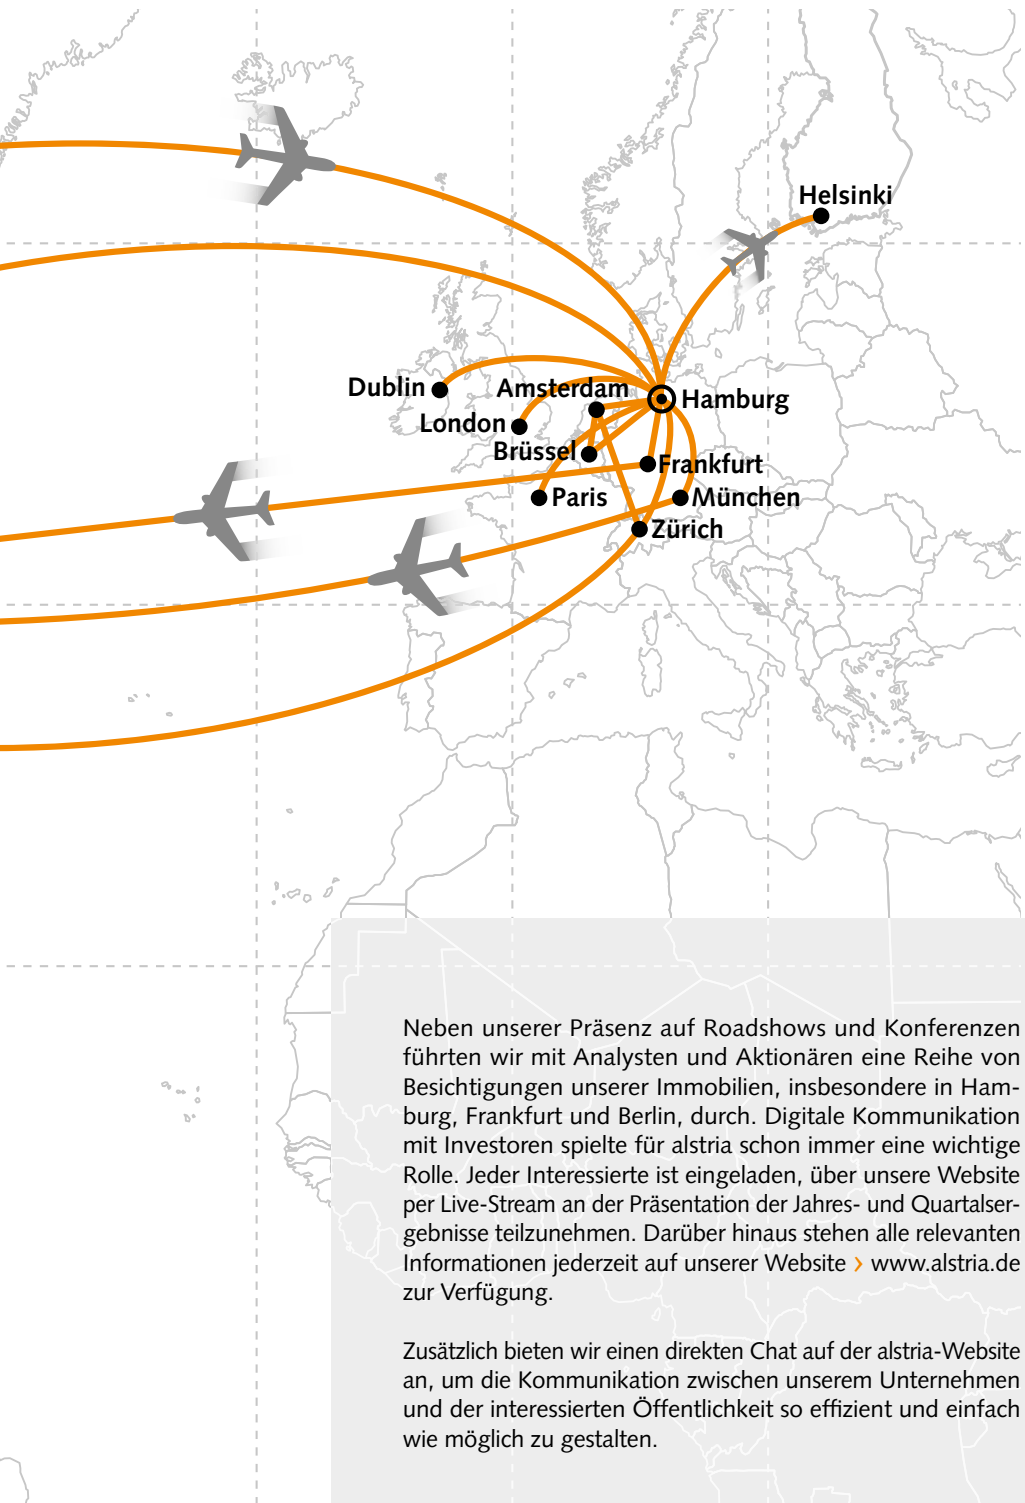 Helsinki
Dublin
Amsterdam
Hamburg
London
Brüssel
Frankfurt
Paris
München
Zürich
Neben unserer Präsenz auf Roadshows und Konferenzen
führten wir mit Analysten und Aktionären eine Reihe von
Besichtigungen unserer Immobilien, insbesondere in Ham-
burg, Frankfurt und Berlin, durch. Digitale Kommunikation
mit Investoren spielte für alstria schon immer eine wichtige
Rolle. Jeder Interessierte ist eingeladen, über unsere Website
per Live-Stream an der Präsentation der Jahres- und Quartalser-
gebnisse teilzunehmen. Darüber hinaus stehen alle relevanten
Informationen jederzeit auf unserer Website › www.alstria.de
zur Verfügung.
Zusätzlich bieten wir einen direkten Chat auf der alstria-Website
an, um die Kommunikation zwischen unserem Unternehmen
und der interessierten Öffentlichkeit so effizient und einfach
wie möglich zu gestalten.